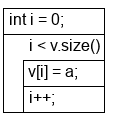 int i = 0;
i < v.size()
v[i] = a;
i++;